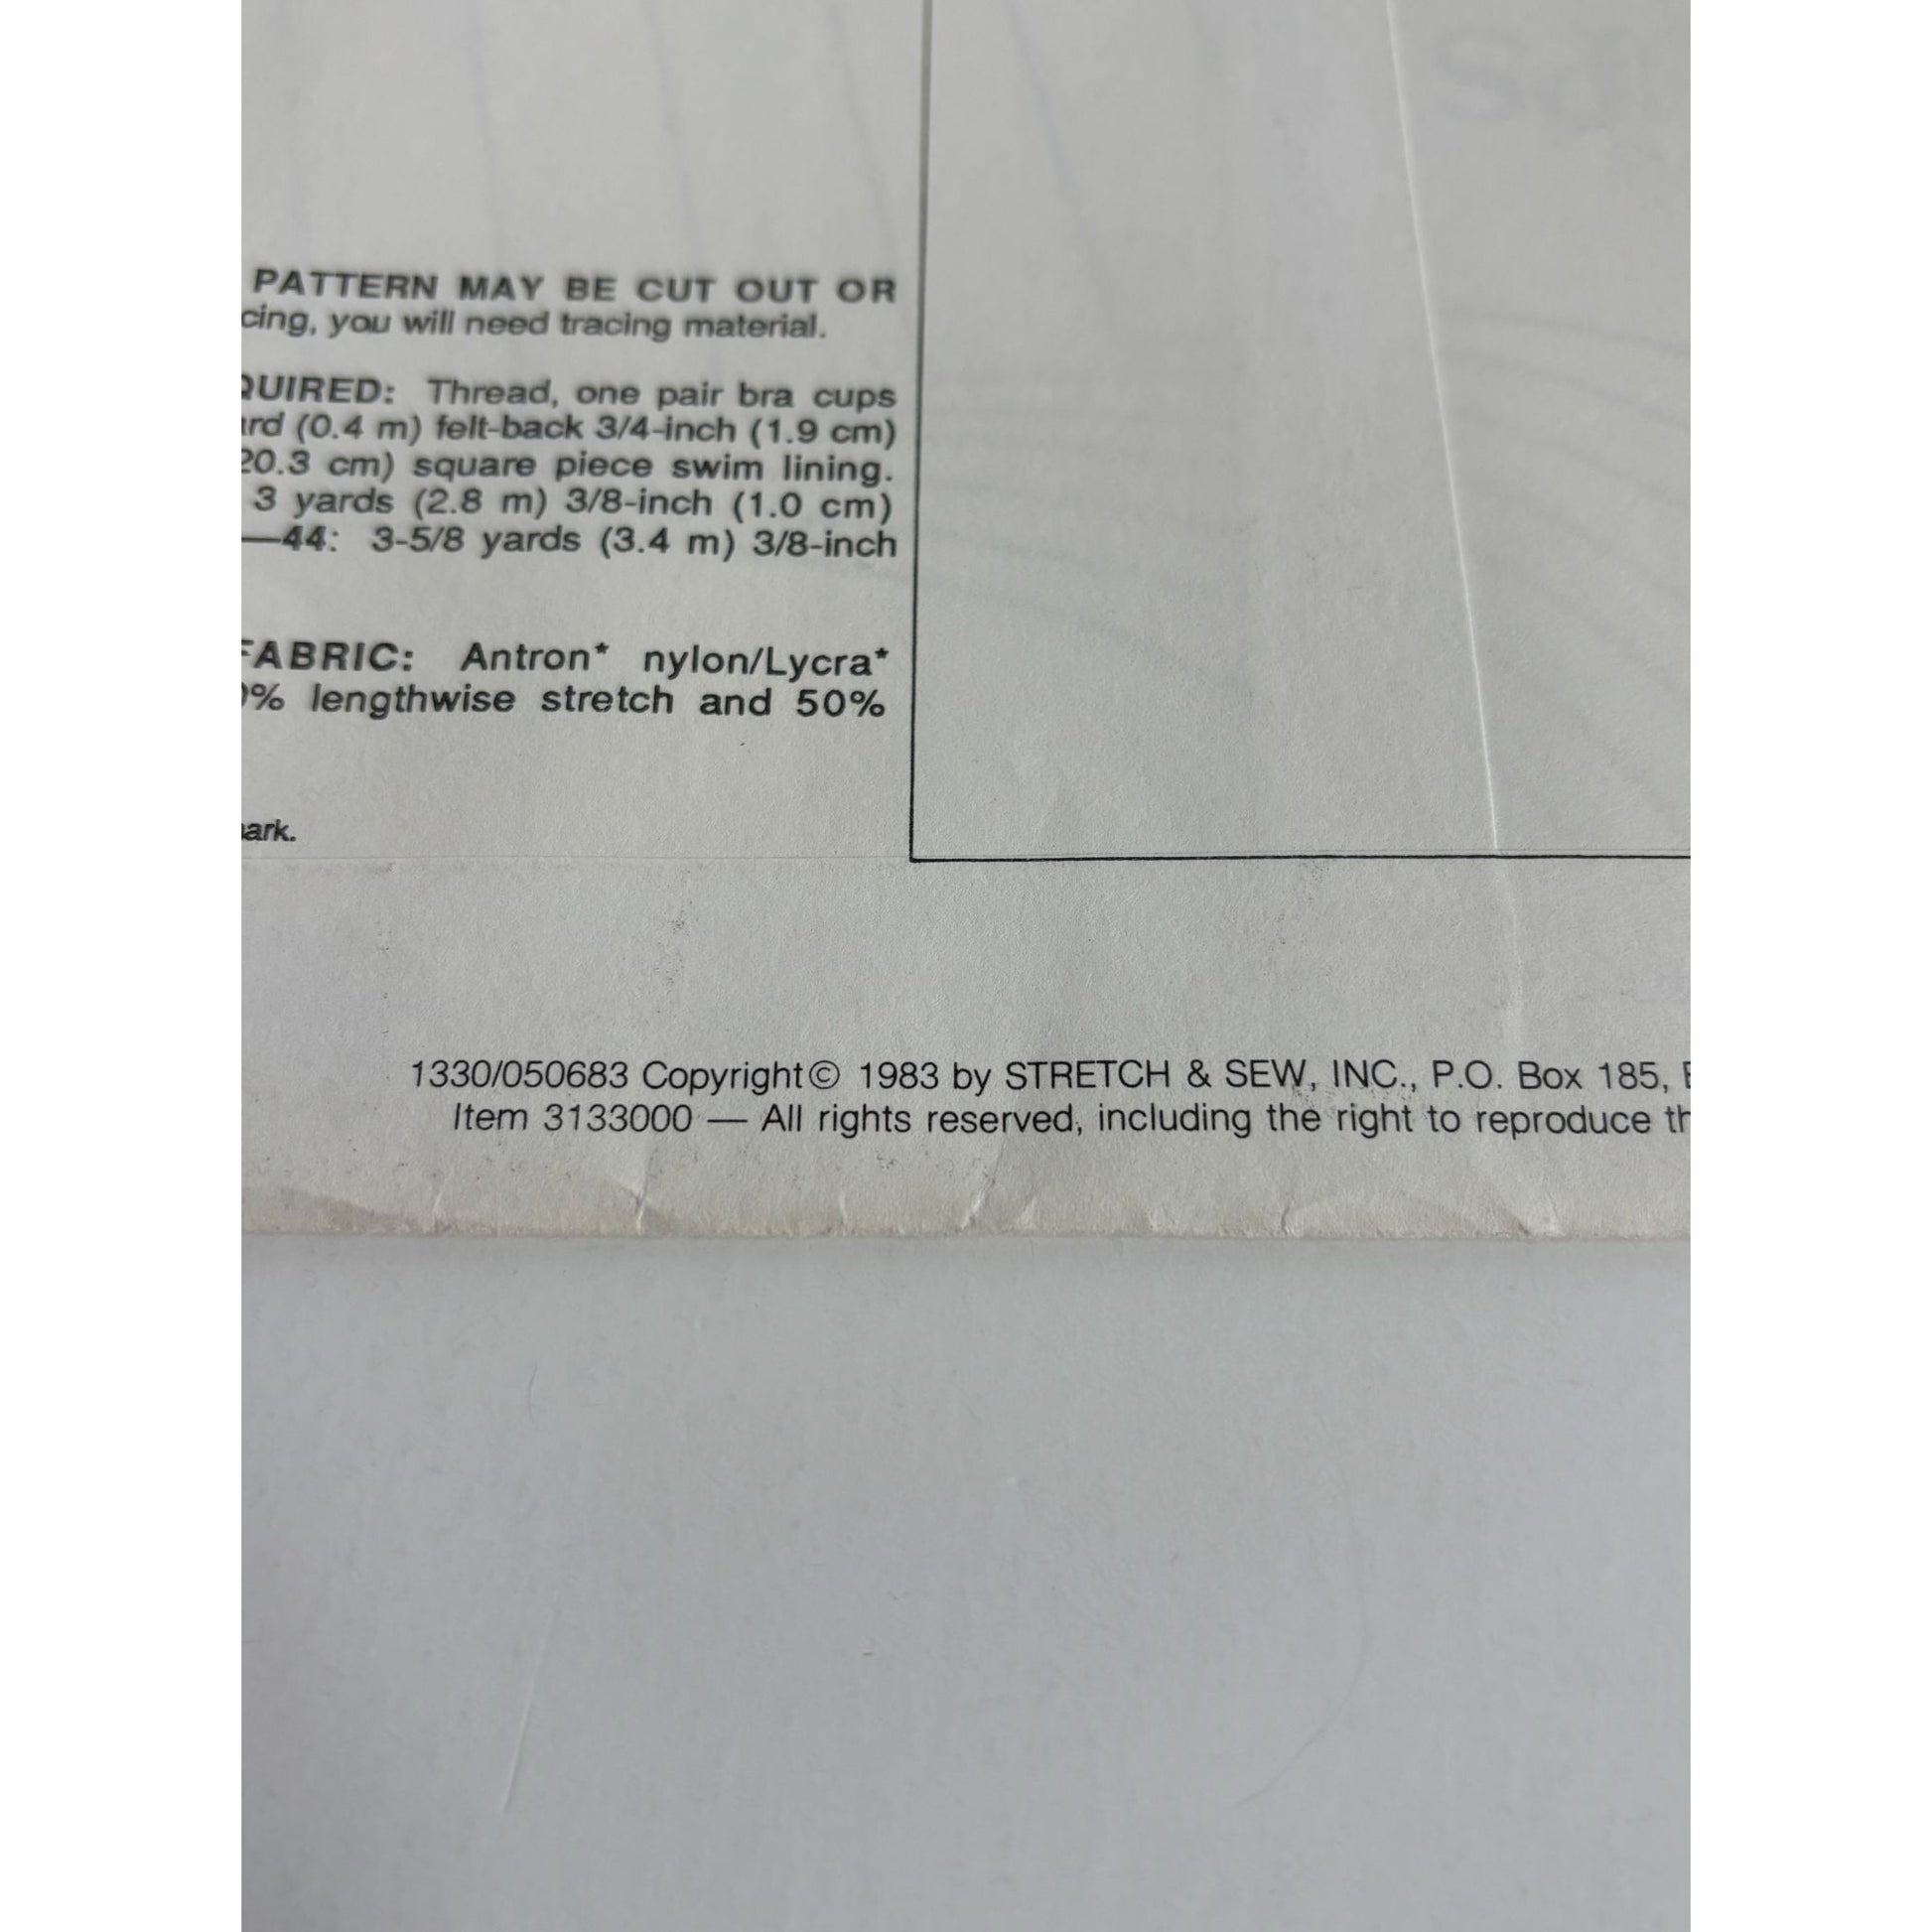 PATTERN MAY BE CUT OUT OR
cing, you will need tracing material.
QUIRED: Thread, one pair bra cups
ard (0.4 m) felt-back 3/4-inch (1.9 cm)
20.3 cm) square piece swim lining.
3 yards (2.8 m) 3/8-inch (1.0 cm)
—44: 3-5/8 yards (3.4 m) 3/8-inch
FABRIC: Antron* nylon/Lycra*
% lengthwise stretch and 50%
ark.
1330/050683 Copyright© 1983 by STRETCH & SEW, INC., P.O. Box 185,
Item 3133000 — All rights reserved, including the right to reproduce th